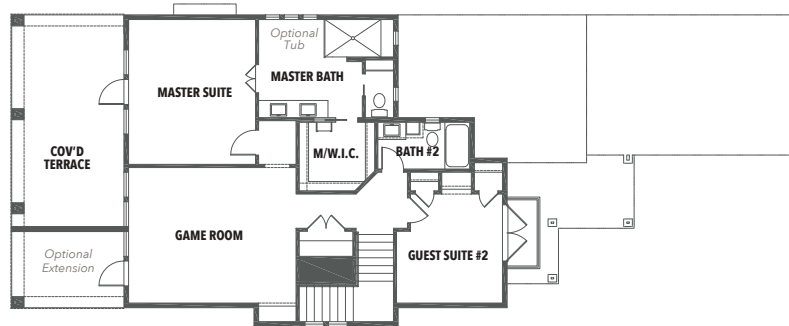 Optional
Tub
MASTER BATH
MASTER SUITE
COV'D
TERRACE
M/W.I.C.
BATH #2
GAME ROOM
Optional
Extension
GUEST SUITE #2